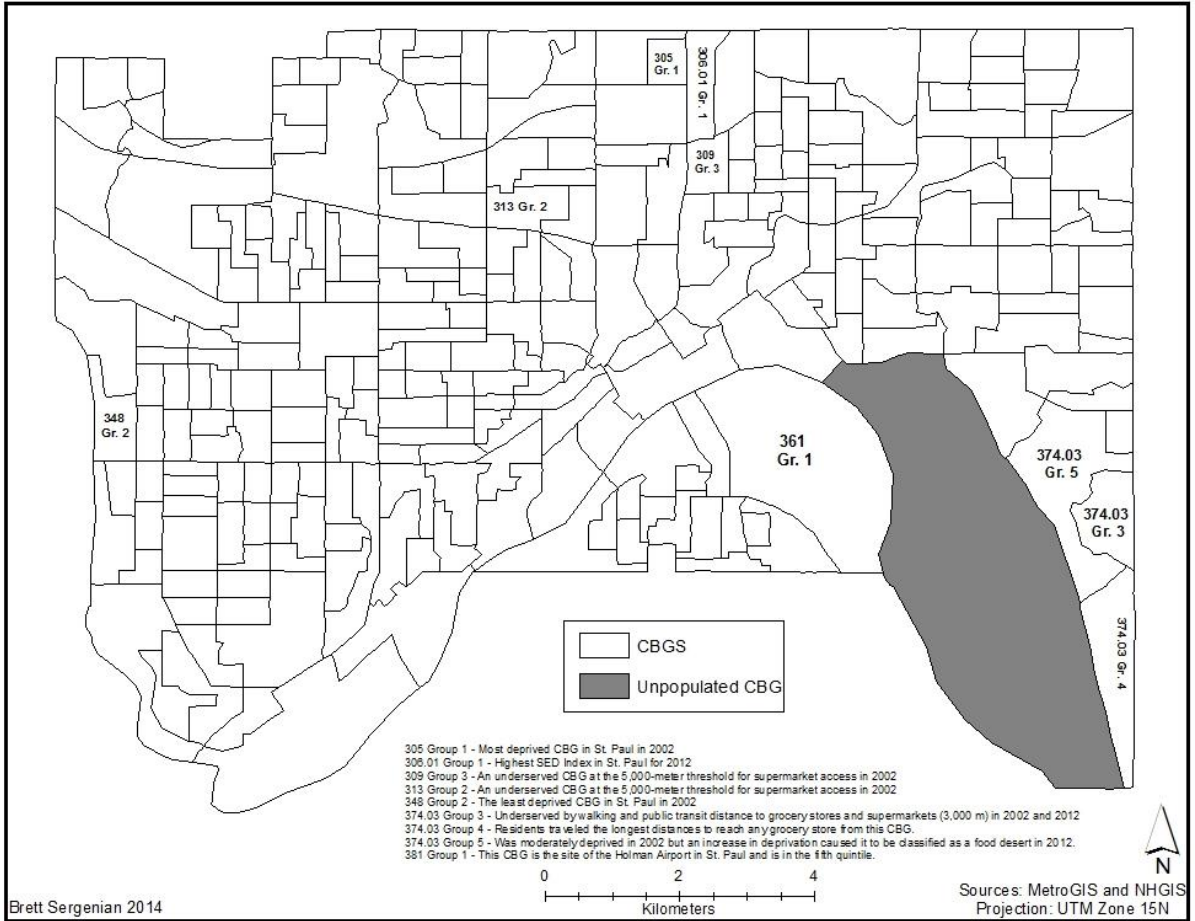 305
Gr. 1
306.01 Gr. 1
309
Gr. 3
313 Gr. 2
348
Gr. 2
361
Gr. 1
374.03
Gr. 5
374.03
Gr. 3
374.03 Gr. 4
CBGS
Unpopulated CBG
305 Group 1 - Most deprived CBG in St. Paul in 2002
306.01 Group 1 - Highest SED Index in St. Paul for 2012
309 Group 3 - An underserved CBG at the 5,000-meter threshold for supermarket access in 2002
313 Group 2 - An underserved CBG at the 5,000-meter threshold for supermarket access in 2002
348 Group 2 - The least deprived CBG in St. Paul in 2002
374.03 Group 3 - Underserved by walking and public transit distance to grocery stores and supermarkets (3,000 m) in 2002 and 2012
374.03 Group 4 - Residents traveled the longest distances to reach any grocery store from this CBG.
374.03 Group 5 - Was moderately deprived in 2002 but an increase in deprivation caused it to be classified as a food desert in 2012.
381 Group 1 - This CBG is the site of the Holman Airport in St. Paul and is in the fifth quintile.
0 2 4
Kilometers
N
Brett Sergenian 2014
Sources: MetroGIS and NHGIS
Projection: UTM Zone 15N